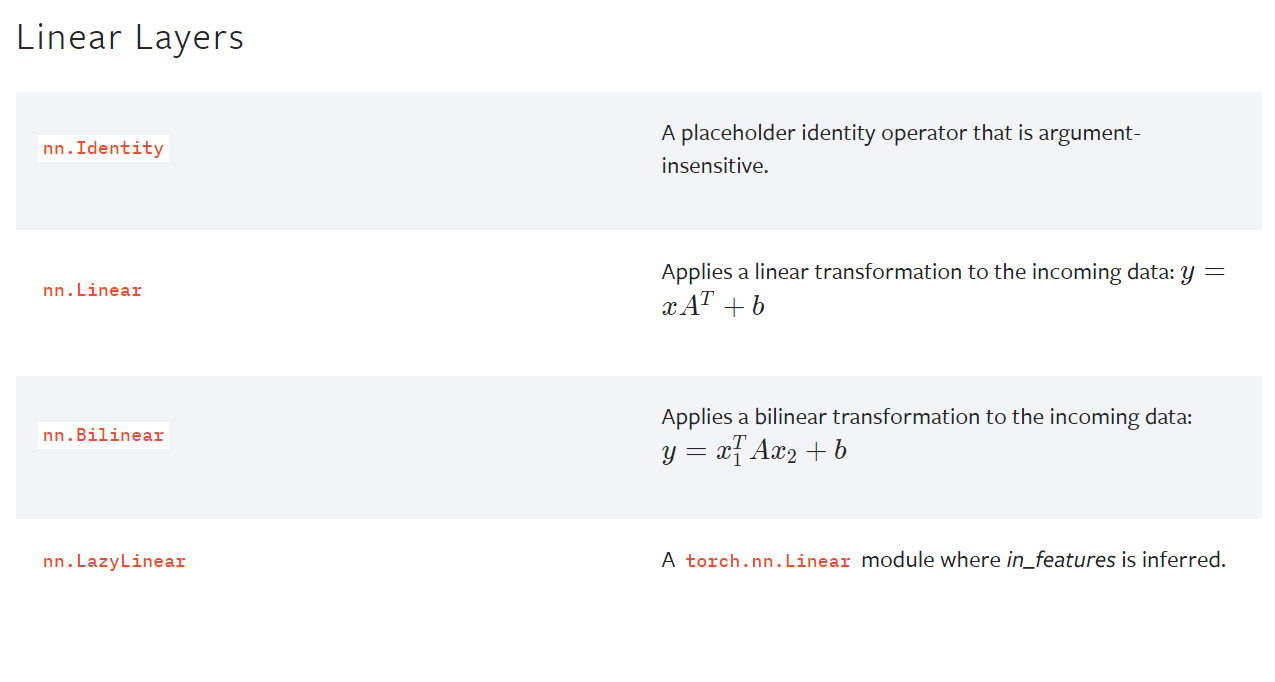 Linear Layers
nn.Identity
A placeholder identity operator that is argument-
insensitive.
nn.Linear
Applies a linear transformation to the incoming data: y =
xA^T + b
nn.Bilinear
Applies a bilinear transformation to the incoming data:
y = x_1^T Ax_2 + b
nn.LazyLinear
A torch.nn.Linear module where in_features is inferred.